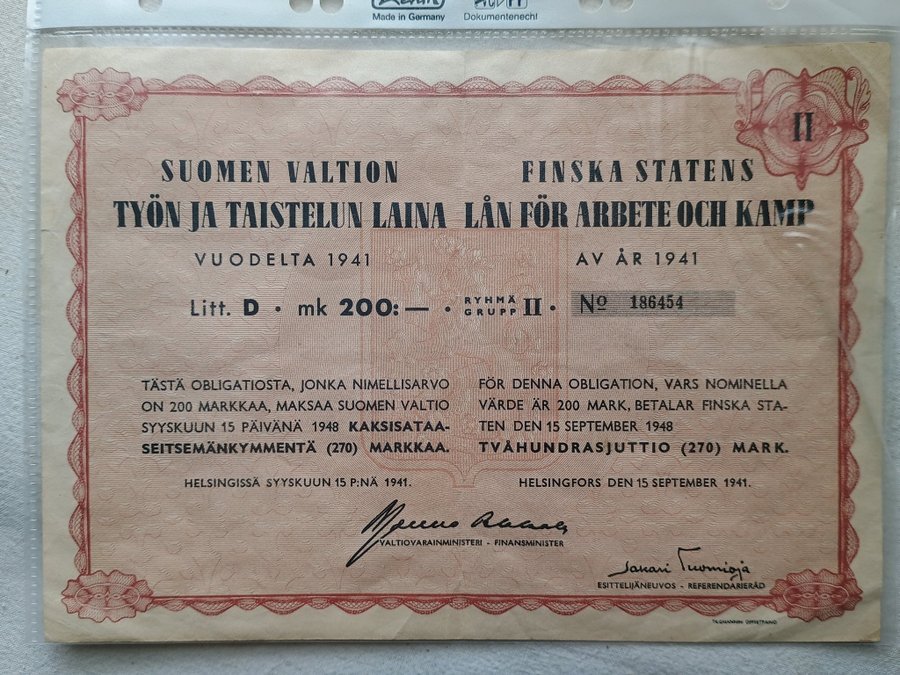 Made in Germany
Dokumentenecht
II
SUOMEN VALTION
TYÖN JA TAISTELUN LAINA
VUODELTA 1941
FINSKA STATENS
LÅN FÖR ARBETE OCH KAMP
AV ÅR 1941
Litt. D · mk 200:— · RYHMÄ GRUPP II · No 186454
TÄSTÄ OBLIGATIOSTA, JONKA NIMELLISARVO
ON 200 MARKKAA, MAKSAA SUOMEN VALTIO
SYYSKUUN 15 PÄIVÄNÄ 1948 KAKSISATAA-
SEITSEMÄNKYMMENTÄ (270) MARKKAA.
HELSINGISSÄ SYYSKUUN 15 P:NÄ 1941.
FÖR DENNA OBLIGATION, VARS NOMINELLA
VÄRDE ÄR 200 MARK, BETALAR FINSKA STA-
TEN DEN 15 SEPTEMBER 1948
TVÅHUNDRASJUTTIO (270) MARK.
HELSINGFORS DEN 15 SEPTEMBER 1941.
VALTIOVARAINMINISTERI - FINANSMINISTER
Sakari Tuomioja
ESITTELIJÄNEUVOS - REFERENDARIERÅD